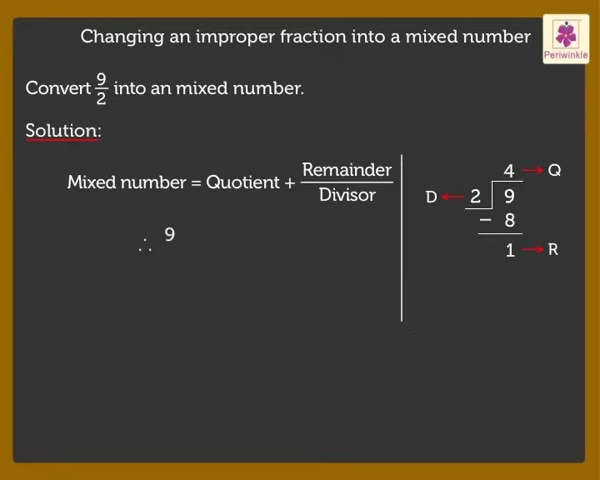 Changing an improper fraction into a mixed number
Periwinkle
Convert 9/2 into an mixed number.
Solution:
Mixed number = Quotient + Remainder/Divisor
∴ 9
4 → Q
D ← 2 9
− 8
1 → R